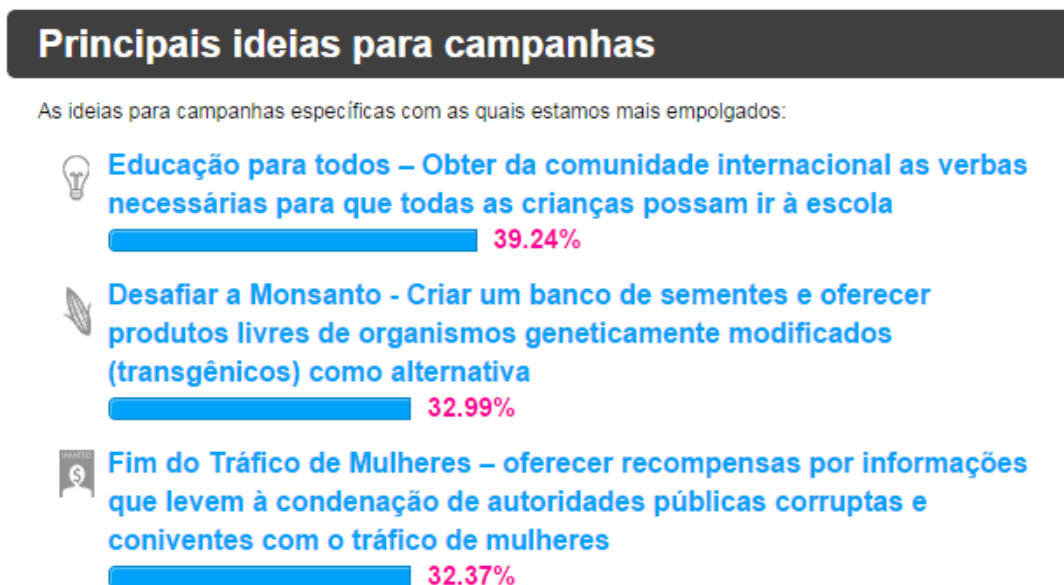 Principais ideias para campanhas
As ideias para campanhas específicas com as quais estamos mais empolgados:
Educação para todos – Obter da comunidade internacional as verbas
necessárias para que todas as crianças possam ir à escola
39.24%
Desafiar a Monsanto - Criar um banco de sementes e oferecer
produtos livres de organismos geneticamente modificados
(transgênicos) como alternativa
32.99%
WANTED
$
Fim do Tráfico de Mulheres – oferecer recompensas por informações
que levem à condenação de autoridades públicas corruptas e
coniventes com o tráfico de mulheres
32.37%